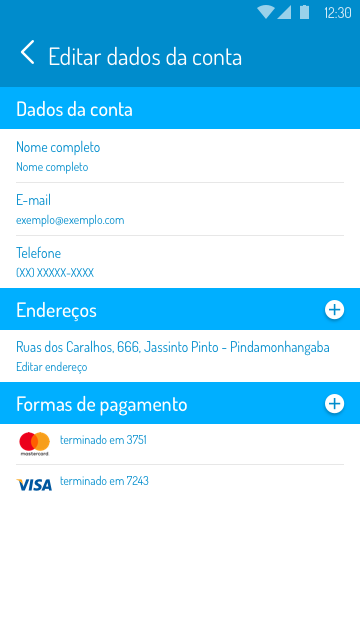 12:30
Editar dados da conta
Dados da conta
Nome completo
Nome completo
E-mail
exemplo@exemplo.com
Telefone
(XX) XXXXX-XXXX
Endereços
Ruas dos Caralhos, 666, Jassinto Pinto - Pindamonhangaba
Editar endereço
Formas de pagamento
terminado em 3751
mastercard
VISA terminado em 7243